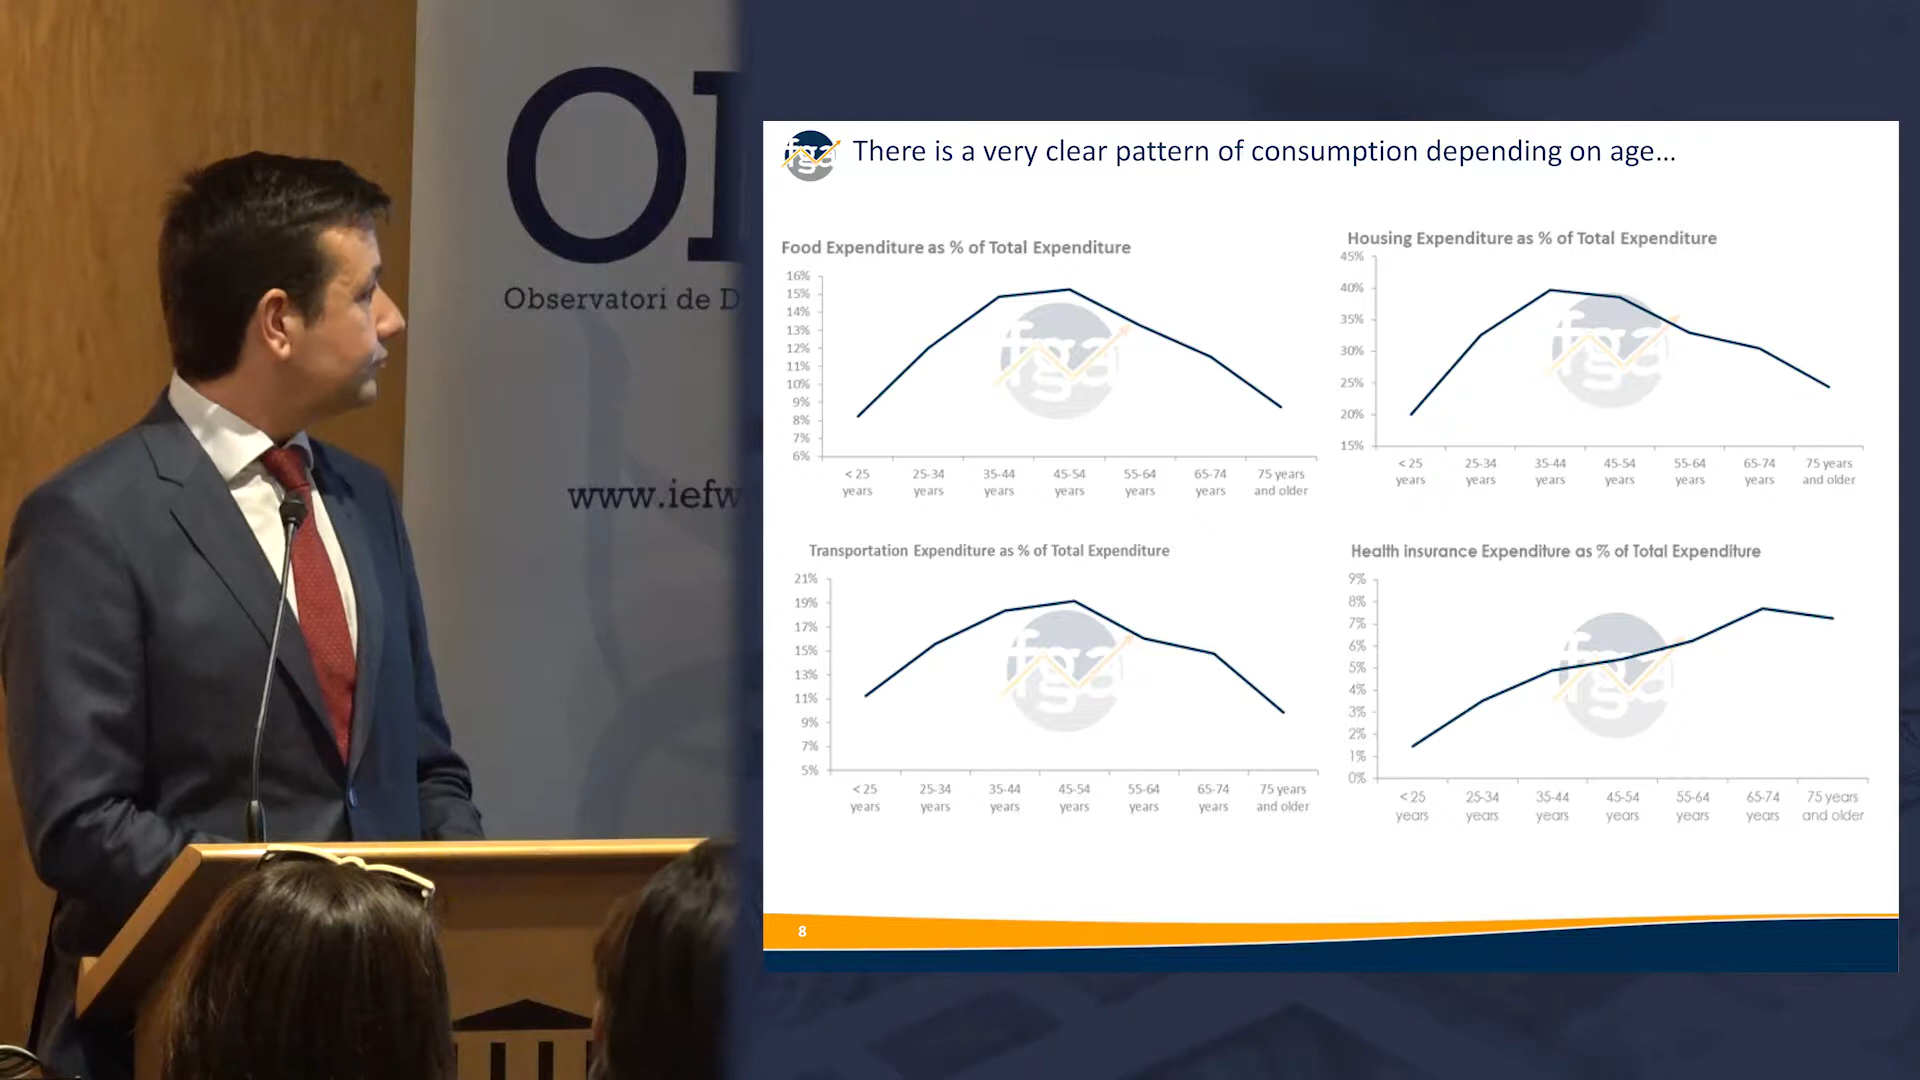 Observatori de D
www.iefw
fga
There is a very clear pattern of consumption depending on age...
Food Expenditure as % of Total Expenditure
16%
15%
14%
13%
12%
11%
10%
9%
8%
7%
6%
< 25 years
25-34 years
35-44 years
45-54 years
55-64 years
65-74 years
75 years and older
fga
Housing Expenditure as % of Total Expenditure
45%
40%
35%
30%
25%
20%
15%
< 25 years
25-34 years
35-44 years
45-54 years
55-64 years
65-74 years
75 years and older
fga
Transportation Expenditure as % of Total Expenditure
21%
19%
17%
15%
13%
11%
9%
7%
5%
< 25 years
25-34 years
35-44 years
45-54 years
55-64 years
65-74 years
75 years and older
fga
Health insurance Expenditure as % of Total Expenditure
9%
8%
7%
6%
5%
4%
3%
2%
1%
0%
< 25 years
25-34 years
35-44 years
45-54 years
55-64 years
65-74 years
75 years and older
fga
8